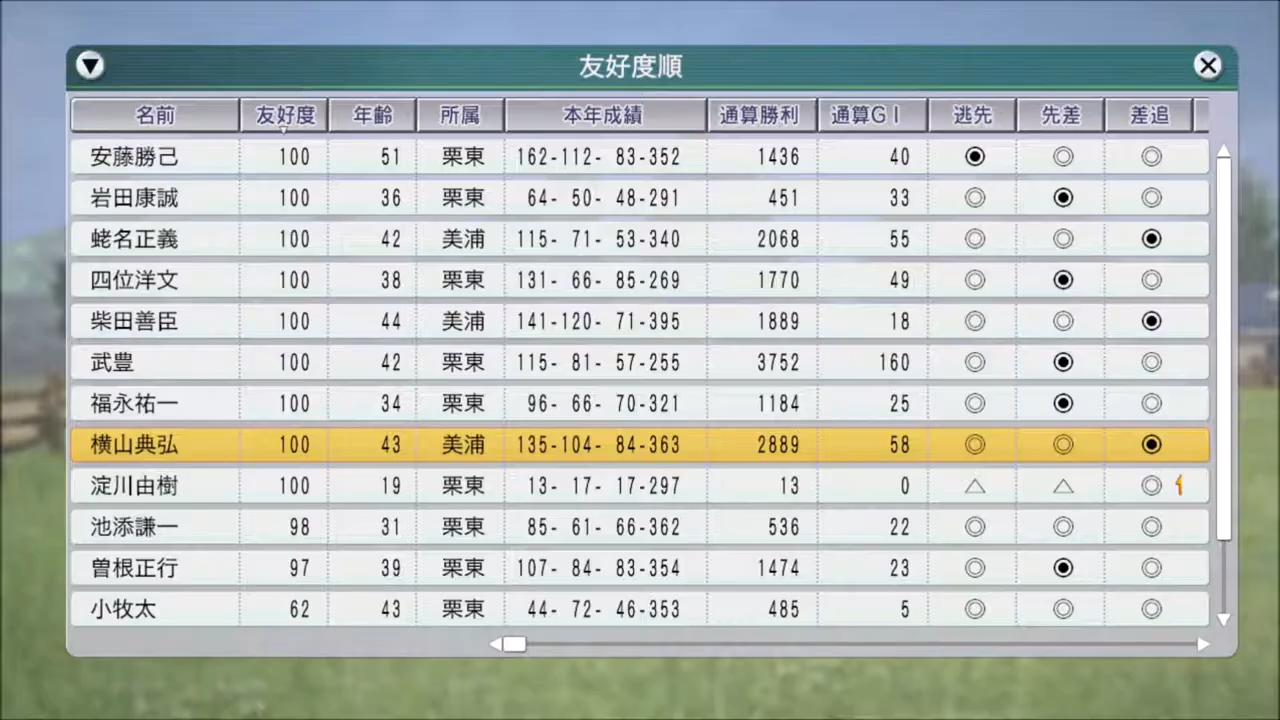 友好度順
名前 友好度 年齢 所属 本年成績 通算勝利 通算GⅠ 逃先 先差 差追
安藤勝己 100 51 栗東 162-112- 83-352 1436 40 ◉ ◎ ◎
岩田康誠 100 36 栗東 64- 50- 48-291 451 33 ◎ ◉ ◎
蛯名正義 100 42 美浦 115- 71- 53-340 2068 55 ◎ ◎ ◉
四位洋文 100 38 栗東 131- 66- 85-269 1770 49 ◎ ◉ ◎
柴田善臣 100 44 美浦 141-120- 71-395 1889 18 ◎ ◎ ◉
武豊 100 42 栗東 115- 81- 57-255 3752 160 ◎ ◉ ◎
福永祐一 100 34 栗東 96- 66- 70-321 1184 25 ◎ ◉ ◎
横山典弘 100 43 美浦 135-104- 84-363 2889 58 ◎ ◎ ◉
淀川由樹 100 19 栗東 13- 17- 17-297 13 0 △ △ ◎
池添謙一 98 31 栗東 85- 61- 66-362 536 22 ◎ ◎ ◎
曽根正行 97 39 栗東 107- 84- 83-354 1474 23 ◎ ◉ ◎
小牧太 62 43 栗東 44- 72- 46-353 485 5 ◎ ◎ ◎